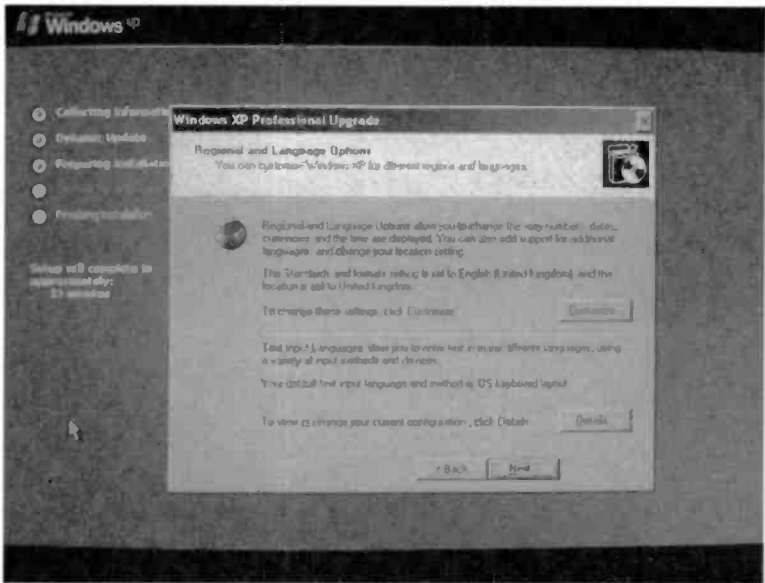 Windows xp
Collecting Information
Dynamic Update
Preparing installation
Finalizing Installation
Setup will complete in
approximately:
minutes
Windows XP Professional Upgrade
Regional and Language Options
You can customize Windows XP for different regions and languages.
Regional and Language Options allow you to change the way numbers, dates,
currencies and the time are displayed. You can also add support for additional
languages, and change your location setting.
The Standards and formats setting is set to English (United Kingdom), and the
location is set to United Kingdom.
To change these settings, click Customize.
Customize...
Text Input Languages allow you to enter text in many different languages, using
a variety of input methods and devices.
Your default text input language and method is: US keyboard layout
To view or change your current configuration, click Details.
Details...
< Back
Next